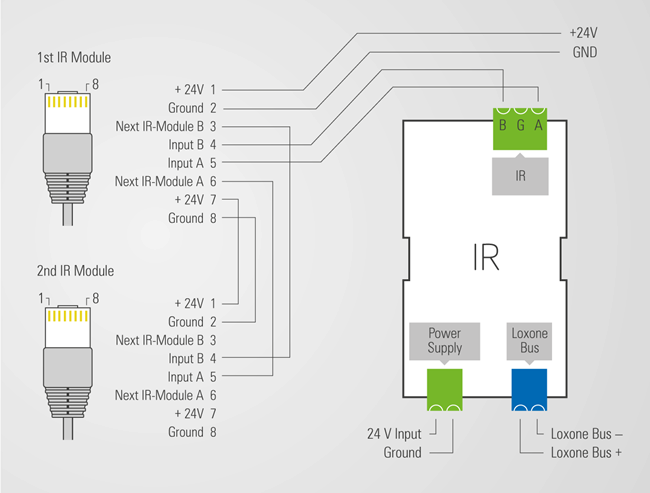 +24V
GND
1st IR Module
1 8
+ 24V 1
Ground 2
Next IR-Module B 3
Input B 4
Input A 5
Next IR-Module A 6
+ 24V 7
Ground 8
B G A
IR
IR
2nd IR Module
1 8
+ 24V 1
Ground 2
Next IR-Module B 3
Input B 4
Input A 5
Next IR-Module A 6
+ 24V 7
Ground 8
Power
Supply
Loxone
Bus
24 V Input
Ground
Loxone Bus –
Loxone Bus +